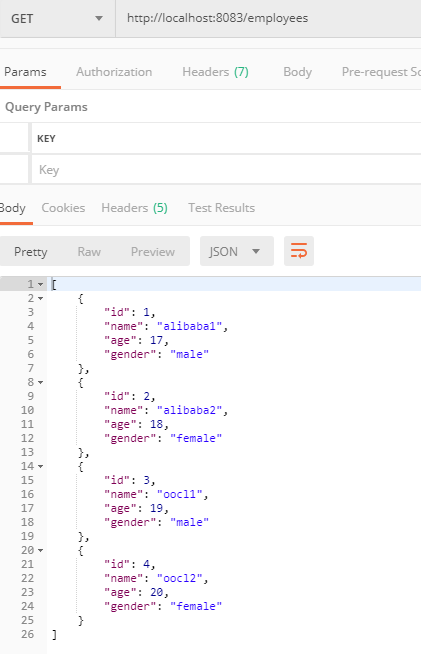 GET http://localhost:8083/employees
Params Authorization Headers (7) Body Pre-request Sc
Query Params
KEY
Key
Body Cookies Headers (5) Test Results
Pretty Raw Preview JSON
1 [
2 {
3 "id": 1,
4 "name": "alibaba1",
5 "age": 17,
6 "gender": "male"
7 },
8 {
9 "id": 2,
10 "name": "alibaba2",
11 "age": 18,
12 "gender": "female"
13 },
14 {
15 "id": 3,
16 "name": "oocl1",
17 "age": 19,
18 "gender": "male"
19 },
20 {
21 "id": 4,
22 "name": "oocl2",
23 "age": 20,
24 "gender": "female"
25 }
26 ]